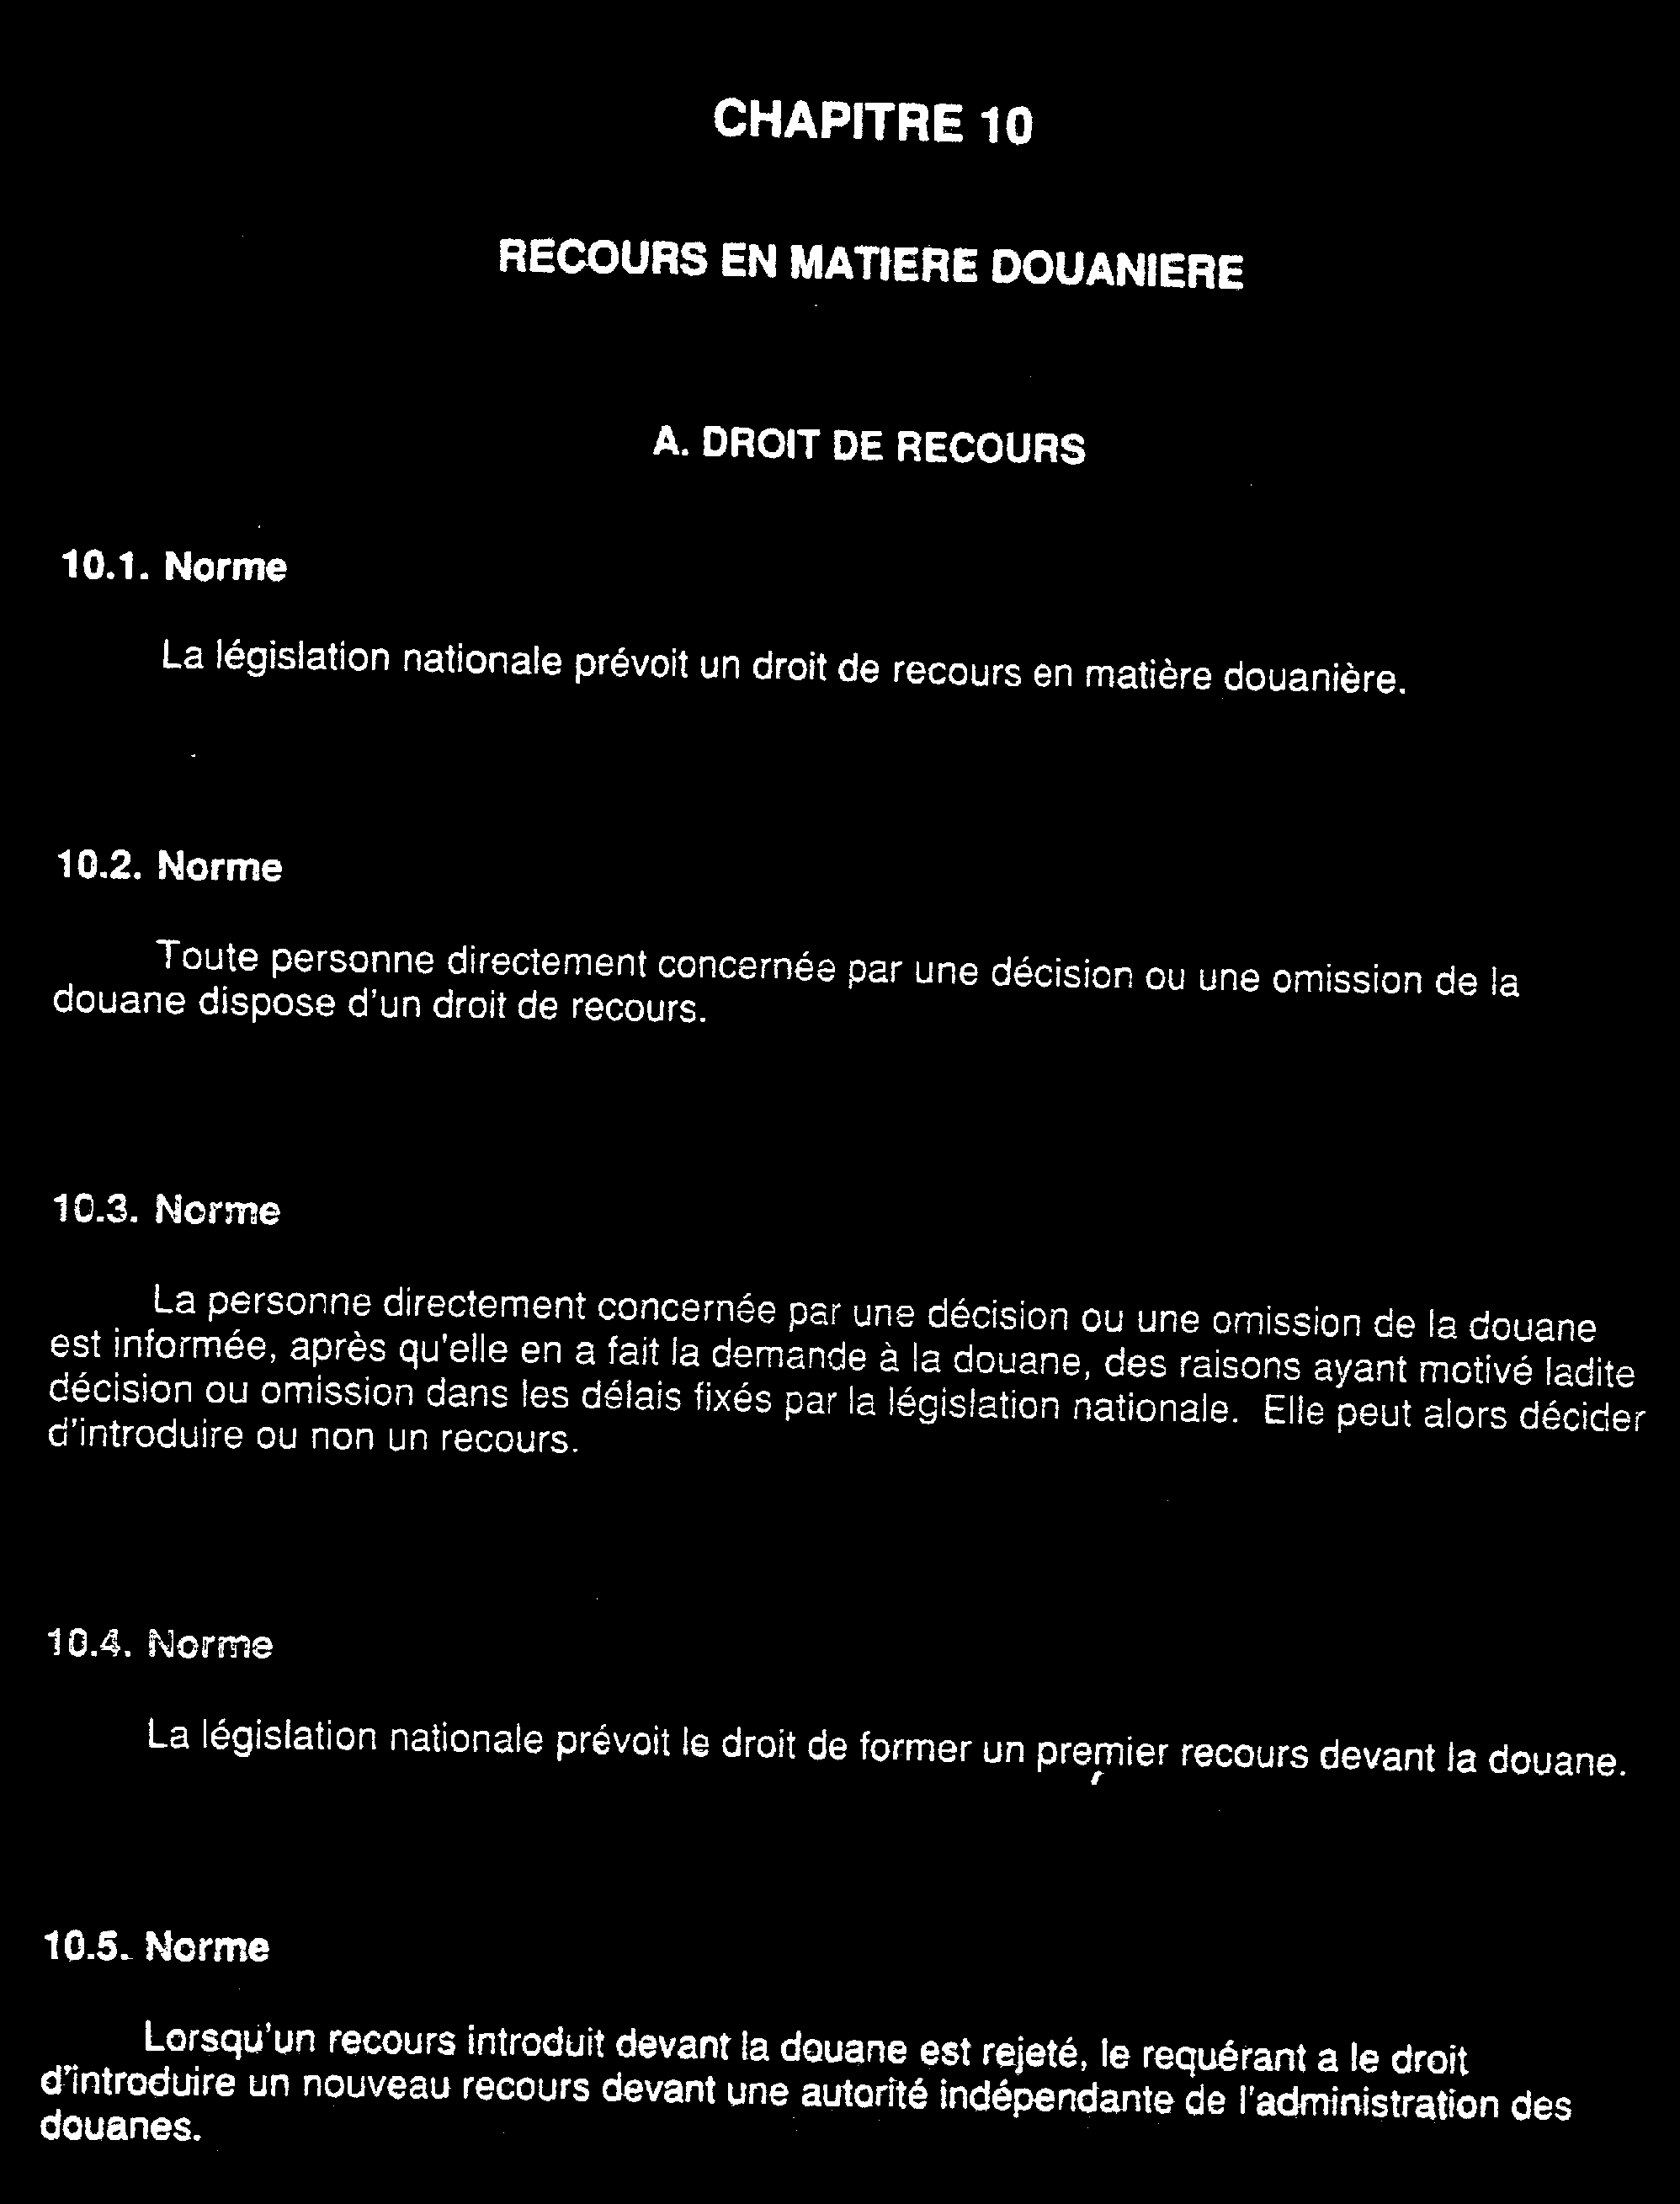 CHAPITRE 10
RECOURS EN MATIERE DOUANIERE
A. DROIT DE RECOURS
10.1. Norme
La législation nationale prévoit un droit de recours en matière douanière.
10.2. Norme
Toute personne directement concernée par une décision ou une omission de la
douane dispose d'un droit de recours.
10.3. Norme
La personne directement concernée par une décision ou une omission de la douane
est informée, après qu'elle en a fait la demande à la douane, des raisons ayant motivé ladite
décision ou omission dans les délais fixés par la législation nationale. Elle peut alors décider
d'introduire ou non un recours.
10.4. Norme
La législation nationale prévoit le droit de former un premier recours devant la douane.
10.5. Norme
Lorsqu'un recours introduit devant la douane est rejeté, le requérant a le droit
d'introduire un nouveau recours devant une autorité indépendante de l'administration des
douanes.